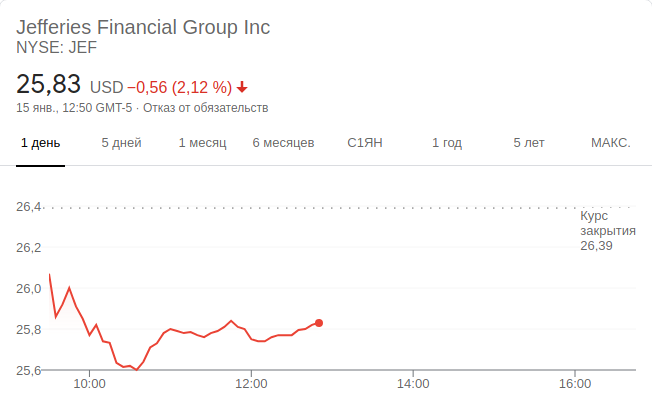 Jefferies Financial Group Inc
NYSE: JEF
25,83 USD −0,56 (2,12 %)
15 янв., 12:50 GMT-5 · Отказ от обязательств
1 день 5 дней 1 месяц 6 месяцев С1ЯН 1 год 5 лет МАКС.
26,4
Курс
закрытия
26,39
26,2
26,0
25,8
25,6
10:00 12:00 14:00 16:00